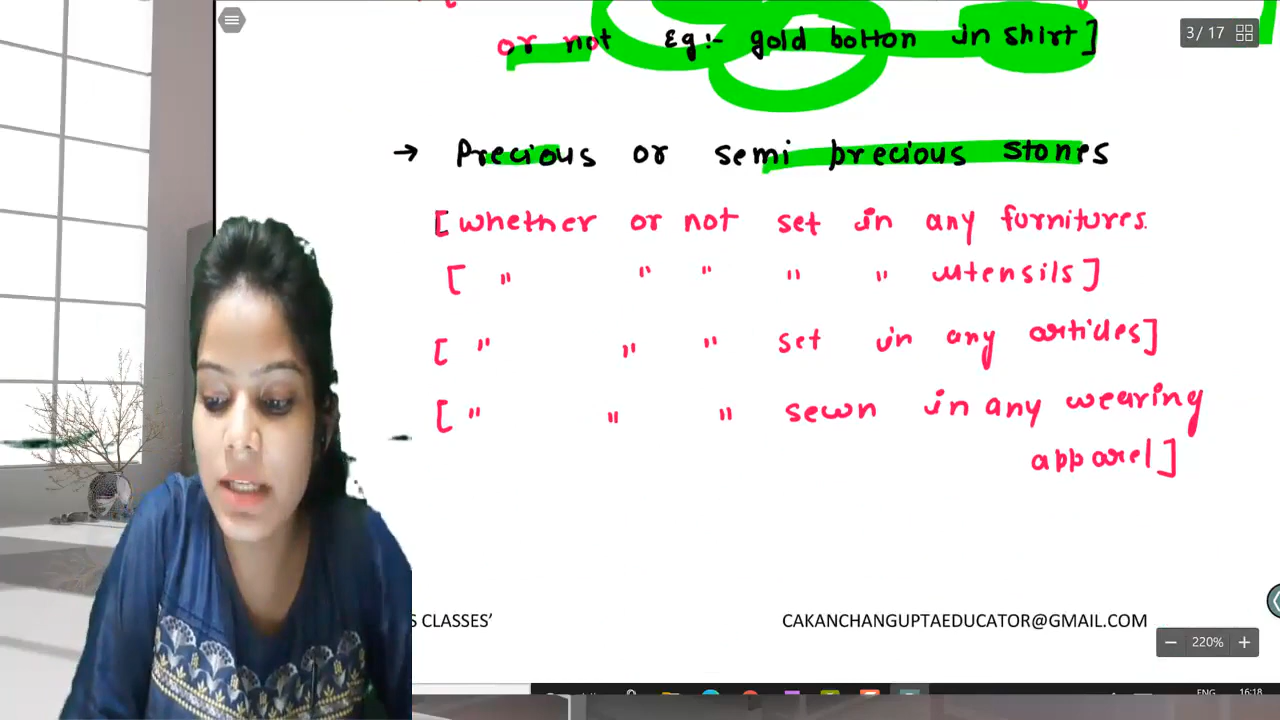 3 / 17
or not Eg:- gold botton in shirt]
→ Precious or semi precious stones
[whether or not set in any furnitures.
[ " " " " " utensils]
[ " " " set in any articles]
[ " " " sewn in any wearing
apparel]
S CLASSES’ CAKANCHANGUPTAEDUCATOR@GMAIL.COM
− 220% +
ENG 16:18